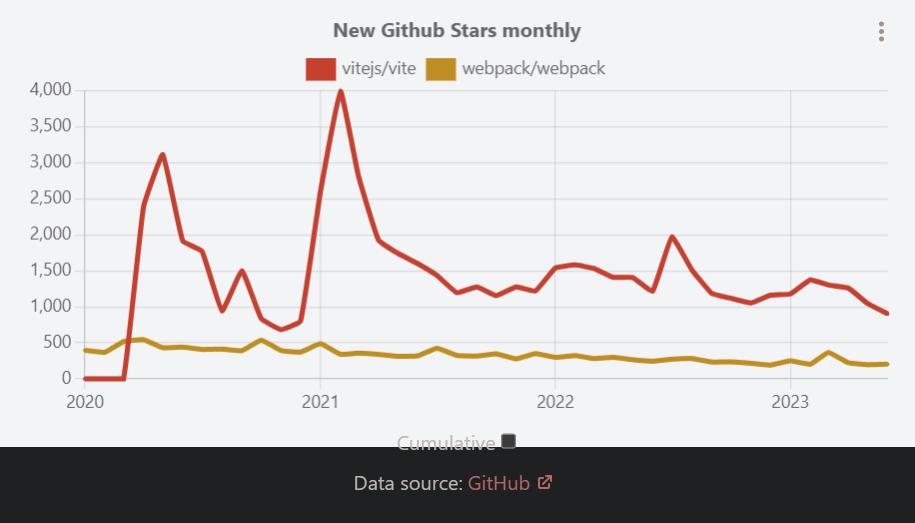 New Github Stars monthly
vitejs/vite webpack/webpack
4,000
3,500
3,000
2,500
2,000
1,500
1,000
500
0
2020 2021 2022 2023
Cumulative
Data source: GitHub